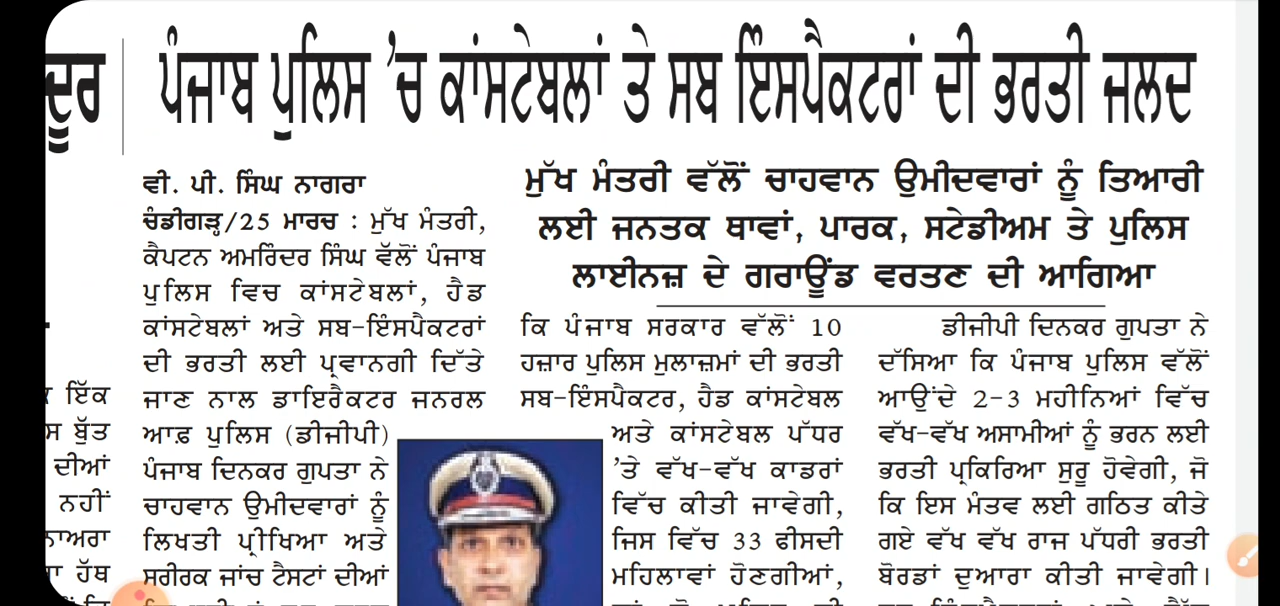 ਦੂਰ
ਪੰਜਾਬ ਪੁਲਿਸ 'ਚ ਕਾਂਸਟੇਬਲਾਂ ਤੇ ਸਬ ਇੰਸਪੈਕਟਰਾਂ ਦੀ ਭਰਤੀ ਜਲਦ
ਮੁੱਖ ਮੰਤਰੀ ਵੱਲੋਂ ਚਾਹਵਾਨ ਉਮੀਦਵਾਰਾਂ ਨੂੰ ਤਿਆਰੀ
ਲਈ ਜਨਤਕ ਥਾਵਾਂ, ਪਾਰਕ, ਸਟੇਡੀਅਮ ਤੇ ਪੁਲਿਸ
ਲਾਈਨਜ਼ ਦੇ ਗਰਾਊਂਡ ਵਰਤਣ ਦੀ ਆਗਿਆ
ਇੱਕ
ਬੁੱਤ
ਦੀਆਂ
ਨਹੀਂ
ਹੱਥ
ਵੀ. ਪੀ. ਸਿੰਘ ਨਾਗਰਾ
ਚੰਡੀਗੜ੍ਹ/25 ਮਾਰਚ : ਮੁੱਖ ਮੰਤਰੀ,
ਕੈਪਟਨ ਅਮਰਿੰਦਰ ਸਿੰਘ ਵੱਲੋਂ ਪੰਜਾਬ
ਪੁਲਿਸ ਵਿਚ ਕਾਂਸਟੇਬਲਾਂ, ਹੈਡ
ਕਾਂਸਟੇਬਲਾਂ ਅਤੇ ਸਬ-ਇੰਸਪੈਕਟਰਾਂ
ਦੀ ਭਰਤੀ ਲਈ ਪ੍ਰਵਾਨਗੀ ਦਿੱਤੇ
ਜਾਣ ਨਾਲ ਡਾਇਰੈਕਟਰ ਜਨਰਲ
ਆਫ਼ ਪੁਲਿਸ (ਡੀਜੀਪੀ)
ਪੰਜਾਬ ਦਿਨਕਰ ਗੁਪਤਾ ਨੇ
ਚਾਹਵਾਨ ਉਮੀਦਵਾਰਾਂ ਨੂੰ
ਲਿਖਤੀ ਪ੍ਰੀਖਿਆ ਅਤੇ
ਸਰੀਰਕ ਜਾਂਚ ਟੈਸਟਾਂ ਦੀਆਂ
ਕਿ ਪੰਜਾਬ ਸਰਕਾਰ ਵੱਲੋਂ 10
ਹਜ਼ਾਰ ਪੁਲਿਸ ਮੁਲਾਜ਼ਮਾਂ ਦੀ ਭਰਤੀ
ਸਬ-ਇੰਸਪੈਕਟਰ, ਹੈਡ ਕਾਂਸਟੇਬਲ
ਅਤੇ ਕਾਂਸਟੇਬਲ ਪੱਧਰ
'ਤੇ ਵੱਖ-ਵੱਖ ਕਾਡਰਾਂ
ਵਿੱਚ ਕੀਤੀ ਜਾਵੇਗੀ,
ਜਿਸ ਵਿੱਚ 33 ਫੀਸਦੀ
ਮਹਿਲਾਵਾਂ ਹੋਣਗੀਆਂ,
ਡੀਜੀਪੀ ਦਿਨਕਰ ਗੁਪਤਾ ਨੇ
ਦੱਸਿਆ ਕਿ ਪੰਜਾਬ ਪੁਲਿਸ ਵੱਲੋਂ
ਆਉਂਦੇ 2-3 ਮਹੀਨਿਆਂ ਵਿੱਚ
ਵੱਖ-ਵੱਖ ਅਸਾਮੀਆਂ ਨੂੰ ਭਰਨ ਲਈ
ਭਰਤੀ ਪ੍ਰਕਿਰਿਆ ਸੁਰੂ ਹੋਵੇਗੀ, ਜੋ
ਕਿ ਇਸ ਮੰਤਵ ਲਈ ਗਠਿਤ ਕੀਤੇ
ਗਏ ਵੱਖ ਵੱਖ ਰਾਜ ਪੱਧਰੀ ਭਰਤੀ
ਬੋਰਡਾਂ ਦੁਆਰਾ ਕੀਤੀ ਜਾਵੇਗੀ।